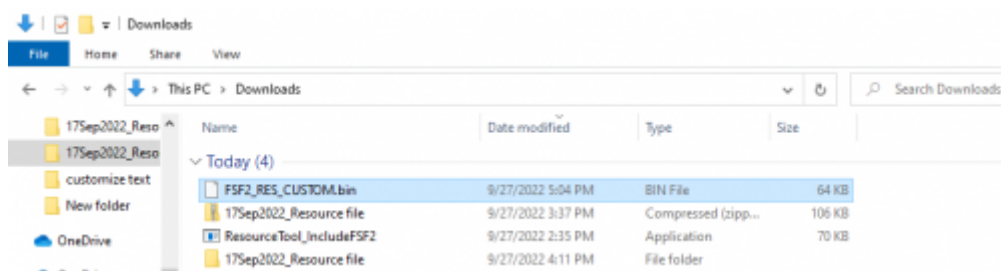 Downloads
File Home Share View
This PC > Downloads Search Downloads
17Sep2022_Reso
17Sep2022_Reso
customize text
New folder
OneDrive
Name Date modified Type Size
Today (4)
FSF2_RES_CUSTOM.bin 9/27/2022 5:04 PM BIN File 64 KB
17Sep2022_Resource file 9/27/2022 3:37 PM Compressed (zipp... 106 KB
ResourceTool_IncludeFSF2 9/27/2022 2:35 PM Application 70 KB
17Sep2022_Resource file 9/27/2022 4:11 PM File folder